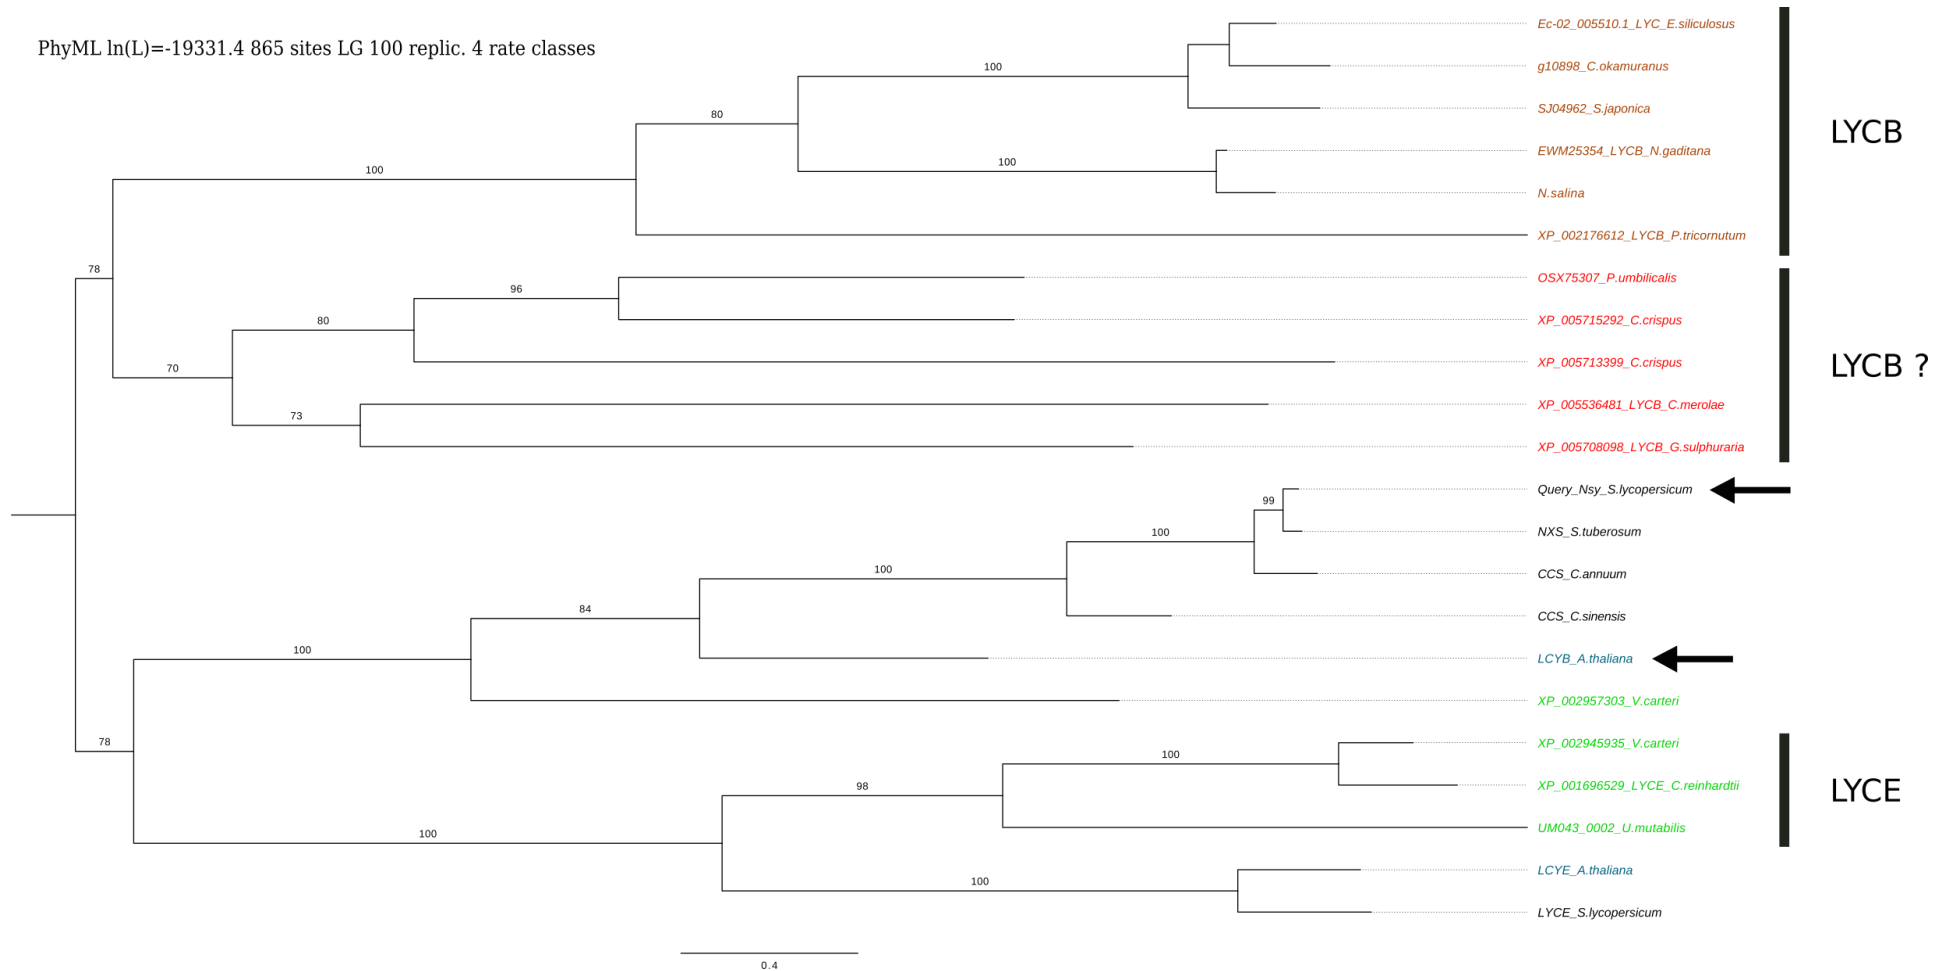 PhyML ln(L)=-19331.4 865 sites LG 100 replic. 4 rate classes
Ec-02_005510.1_LYC_E.siliculosus
g10898_C.okamuranus
100
SJ04962_S.japonica
80
LYCB
EWM25354_LYCB_N.gaditana
100
N.salina
100
XP_002176612_LYCB_P.tricornutum
78
OSX75307_P.umbilicalis
96
XP_005715292_C.crispus
80
XP_005713399_C.crispus
LYCB ?
70
XP_005536481_LYCB_C.merolae
73
XP_005708098_LYCB_G.sulphuraria
Query_Nsy_S.lycopersicum
99
NXS_S.tuberosum
100
CCS_C.annuum
100
CCS_C.sinensis
84
LCYB_A.thaliana
100
XP_002957303_V.carteri
78
XP_002945935_V.carteri
100
XP_001696529_LYCE_C.reinhardtii
98
LYCE
UM043_0002_U.mutabilis
100
LCYE_A.thaliana
100
LYCE_S.lycopersicum
0.4